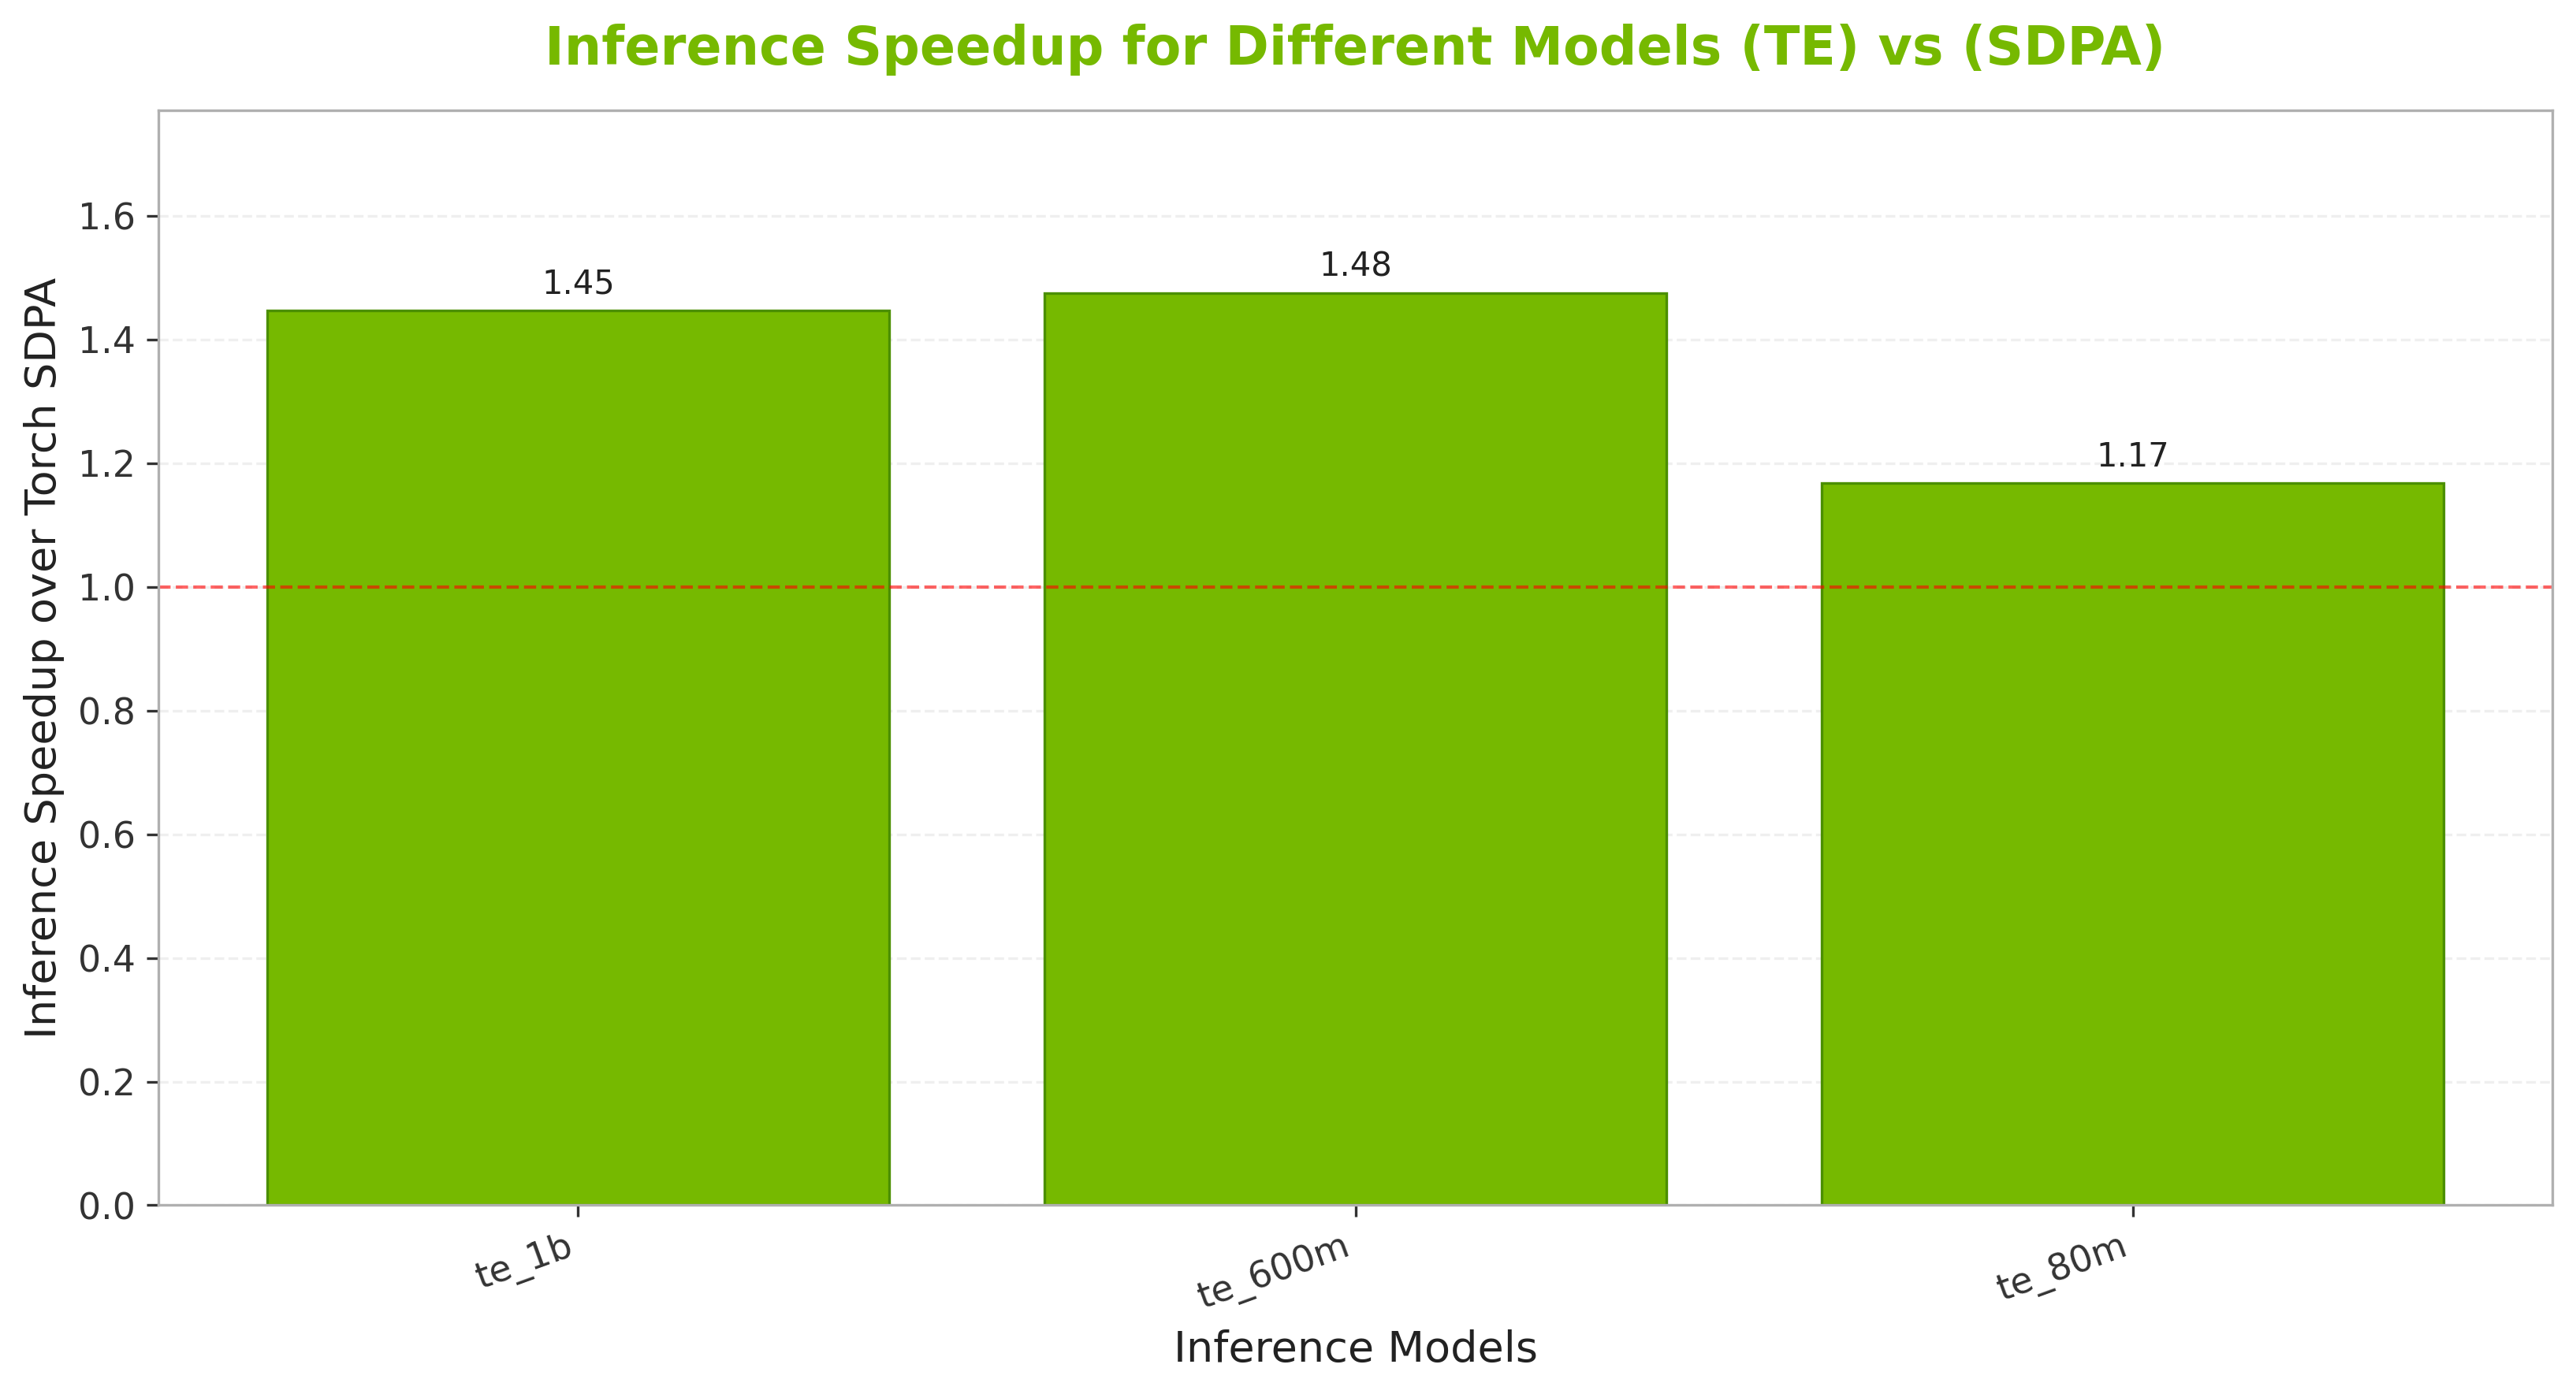 Inference Speedup for Different Models (TE) vs (SDPA)
Inference Speedup over Torch SDPA
1.6
1.4
1.2
1.0
0.8
0.6
0.4
0.2
0.0
1.45
1.48
1.17
te_1b
te_600m
te_80m
Inference Models